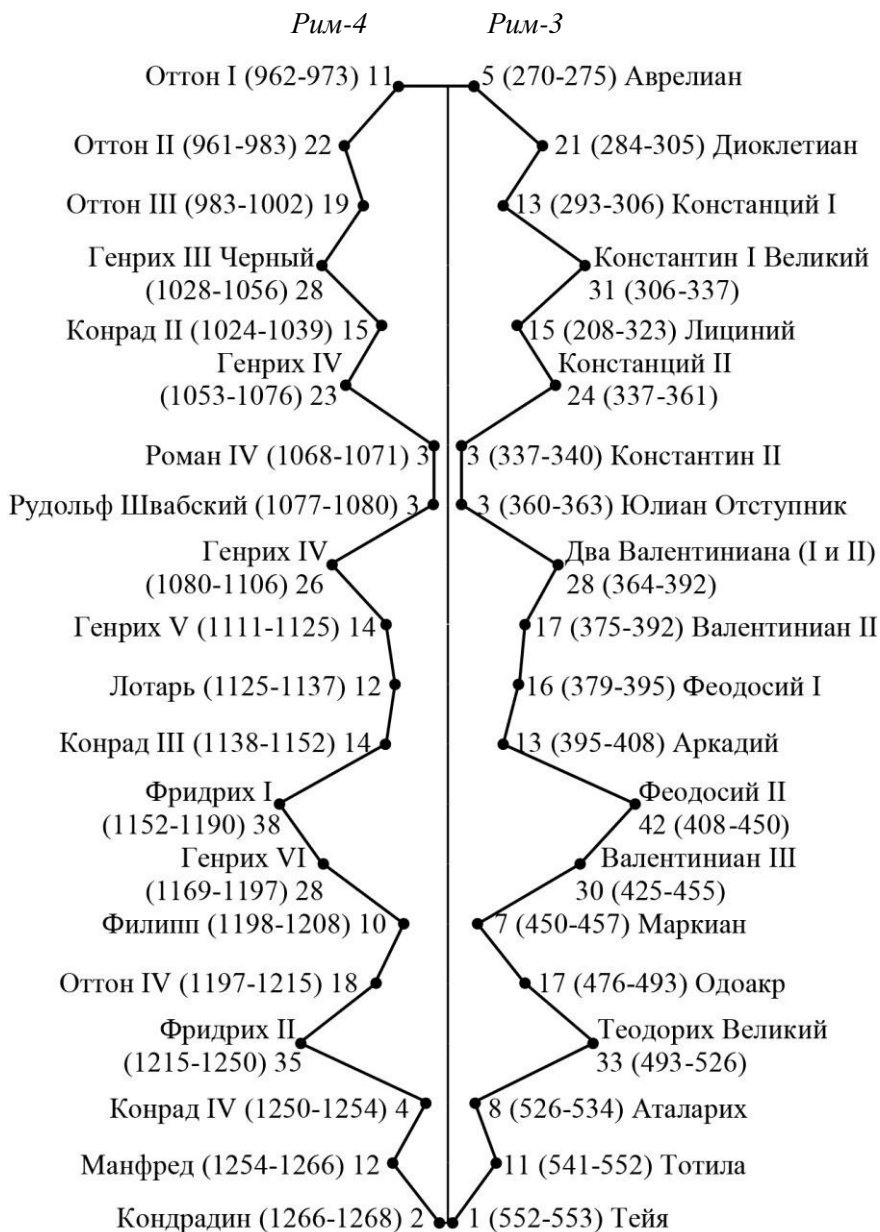 Рим-4 Рим-3
Оттон I (962-973) 11 5 (270-275) Аврелиан
Оттон II (961-983) 22 21 (284-305) Диоклетиан
Оттон III (983-1002) 19 13 (293-306) Констанций I
Генрих III Черный Константин I Великий
(1028-1056) 28 31 (306-337)
Конрад II (1024-1039) 15 15 (208-323) Лициний
Генрих IV Констанций II
(1053-1076) 23 24 (337-361)
Роман IV (1068-1071) 3 3 (337-340) Константин II
Рудольф Швабский (1077-1080) 3 3 (360-363) Юлиан Отступник
Генрих IV Два Валентиниана (I и II)
(1080-1106) 26 28 (364-392)
Генрих V (1111-1125) 14 17 (375-392) Валентиниан II
Лотарь (1125-1137) 12 16 (379-395) Феодосий I
Конрад III (1138-1152) 14 13 (395-408) Аркадий
Фридрих I Феодосий II
(1152-1190) 38 42 (408-450)
Генрих VI Валентиниан III
(1169-1197) 28 30 (425-455)
Филипп (1198-1208) 10 7 (450-457) Маркиан
Оттон IV (1197-1215) 18 17 (476-493) Одоакр
Фридрих II Теодорих Великий
(1215-1250) 35 33 (493-526)
Конрад IV (1250-1254) 4 8 (526-534) Аталарих
Манфред (1254-1266) 12 11 (541-552) Тотила
Кондрадин (1266-1268) 2 1 (552-553) Тейя